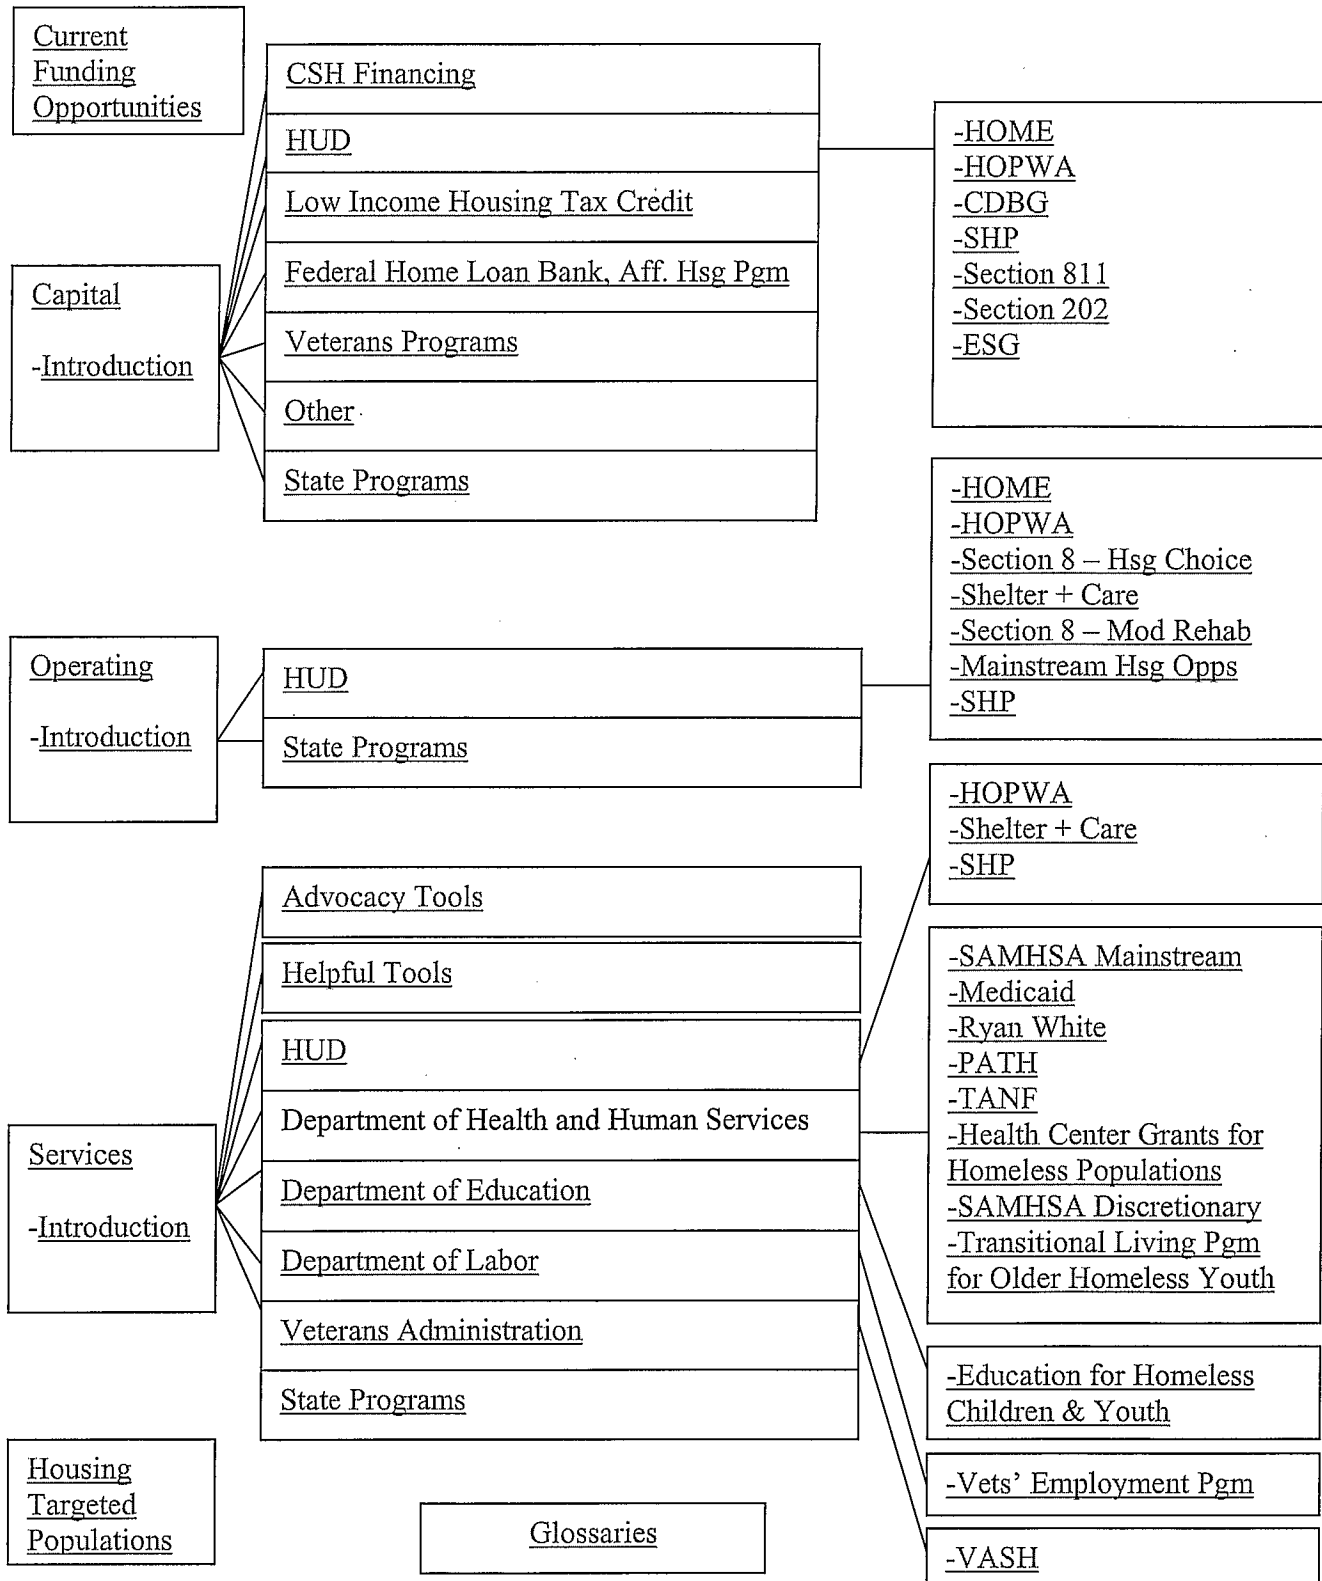 Current
Funding
Opportunities
CSH Financing
HUD
Low Income Housing Tax Credit
Federal Home Loan Bank, Aff. Hsg Pgm
Veterans Programs
Other
State Programs
Capital
-Introduction
-HOME
-HOPWA
-CDBG
-SHP
-Section 811
-Section 202
-ESG
Operating
-Introduction
HUD
State Programs
-HOME
-HOPWA
-Section 8 – Hsg Choice
-Shelter + Care
-Section 8 – Mod Rehab
-Mainstream Hsg Opps
-SHP
Services
-Introduction
Advocacy Tools
Helpful Tools
HUD
Department of Health and Human Services
Department of Education
Department of Labor
Veterans Administration
State Programs
-HOPWA
-Shelter + Care
-SHP
-SAMHSA Mainstream
-Medicaid
-Ryan White
-PATH
-TANF
-Health Center Grants for
Homeless Populations
-SAMHSA Discretionary
-Transitional Living Pgm
for Older Homeless Youth
-Education for Homeless
Children & Youth
-Vets' Employment Pgm
-VASH
Housing
Targeted
Populations
Glossaries